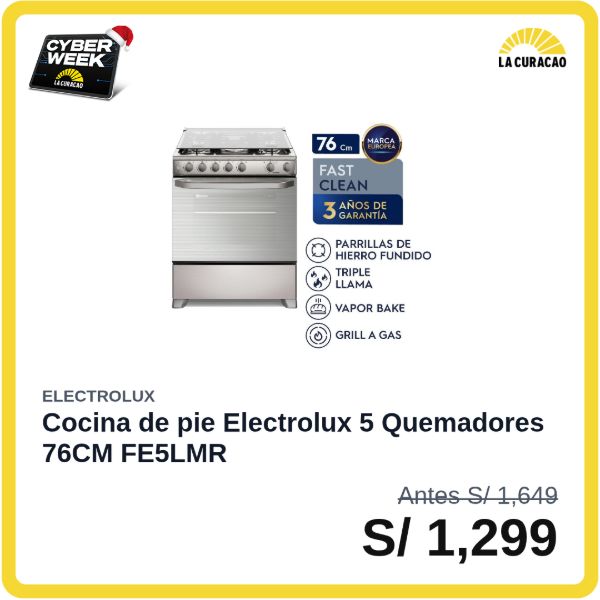 CYBER
WEEK
LA CURACAO
LA CURACAO
76 Cm
MARCA
EUROPEA
FAST
CLEAN
3 AÑOS DE
GARANTÍA
PARRILLAS DE
HIERRO FUNDIDO
TRIPLE
LLAMA
VAPOR BAKE
GRILL A GAS
ELECTROLUX
Cocina de pie Electrolux 5 Quemadores
76CM FE5LMR
Antes S/ 1,649
S/ 1,299